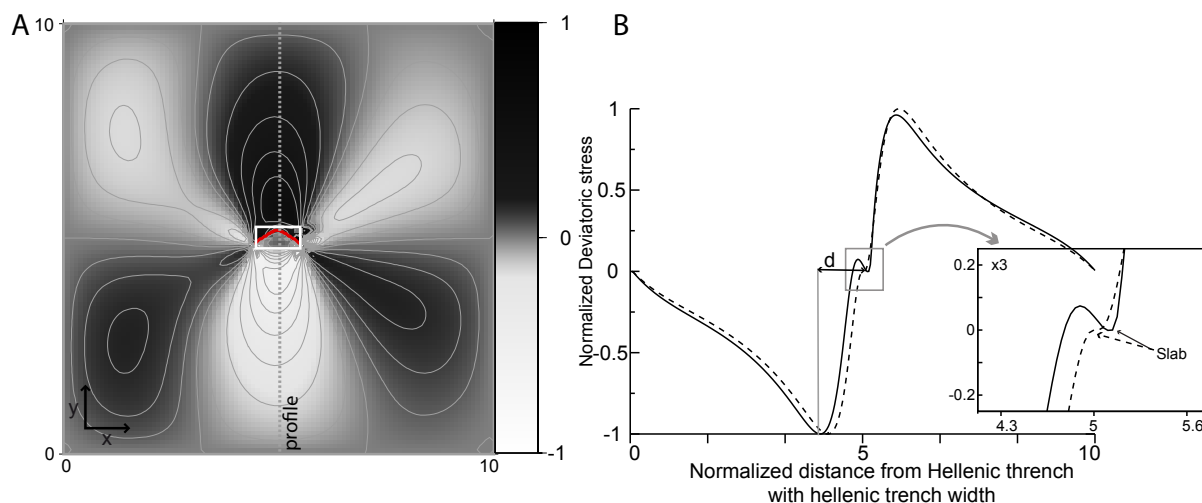 A
10
0
0
10
y
x
profile
1
0
-1
B
Normalized Deviatoric stress
1
0.5
0
-0.5
-1
0
5
10
d
x3
0.2
0
-0.2
4.3
5
5.6
Slab
Normalized distance from Hellenic thrench
with hellenic trench width